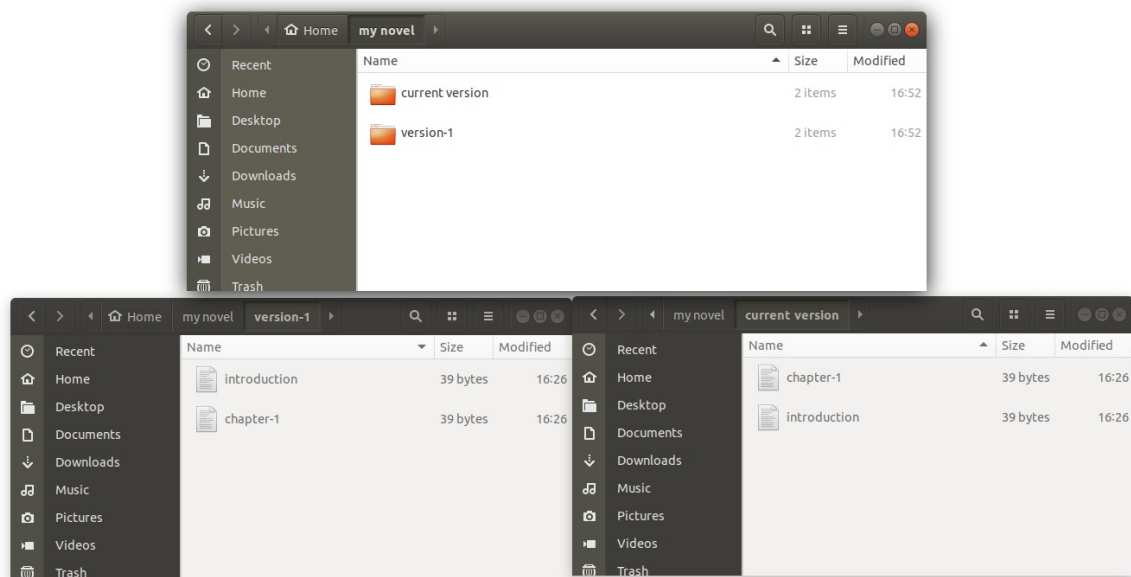 Home my novel
Name Size Modified
Recent
current version 2 items 16:52
Home
Desktop
version-1 2 items 16:52
Documents
Downloads
Music
Pictures
Videos
Trash
Home my novel version-1
Name Size Modified
Recent
introduction 39 bytes 16:26
Home
Desktop
chapter-1 39 bytes 16:26
Documents
Downloads
Music
Pictures
Videos
Trash
my novel current version
Name Size Modified
Recent
chapter-1 39 bytes 16:26
Home
Desktop
introduction 39 bytes 16:26
Documents
Downloads
Music
Pictures
Videos
Trash